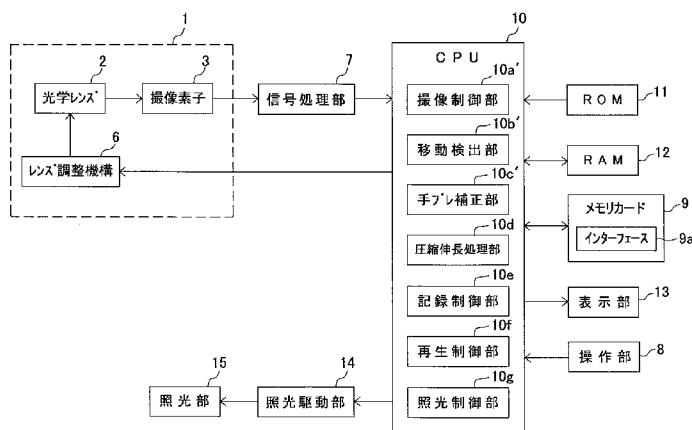 1
2
光学レンズ
3
撮像素子
7
信号処理部
6
レンズ調整機構
10
CPU
10a'
撮像制御部
10b'
移動検出部
10c'
手ブレ補正部
10d
圧縮伸長処理部
10e
記録制御部
10f
再生制御部
10g
照光制御部
ROM
11
RAM
12
メモリカード
9
インターフェース
9a
表示部
13
操作部
8
15
照光部
14
照光駆動部